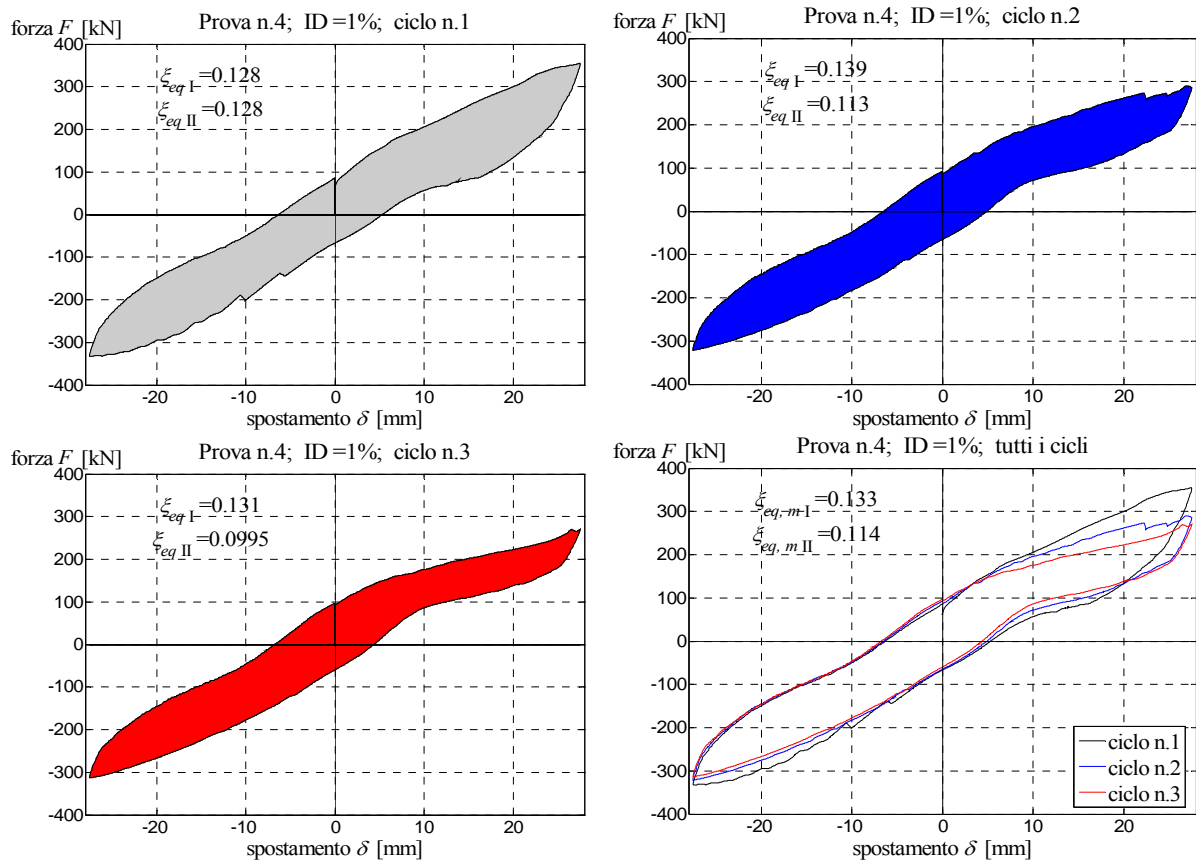 Prova n.4; ID =1%; ciclo n.1
forza F [kN]
400
300
200
100
0
-100
-200
-300
-400
ξeq I =0.128
ξeq II =0.128
-20 -10 0 10 20
spostamento δ [mm]
Prova n.4; ID =1%; ciclo n.2
forza F [kN]
400
300
200
100
0
-100
-200
-300
-400
ξeq I =0.139
ξeq II =0.113
-20 -10 0 10 20
spostamento δ [mm]
Prova n.4; ID =1%; ciclo n.3
forza F [kN]
400
300
200
100
0
-100
-200
-300
-400
ξeq I =0.131
ξeq II =0.0995
-20 -10 0 10 20
spostamento δ [mm]
Prova n.4; ID =1%; tutti i cicli
forza F [kN]
400
300
200
100
0
-100
-200
-300
-400
ξeq, m I =0.133
ξeq, m II =0.114
ciclo n.1
ciclo n.2
ciclo n.3
-20 -10 0 10 20
spostamento δ [mm]